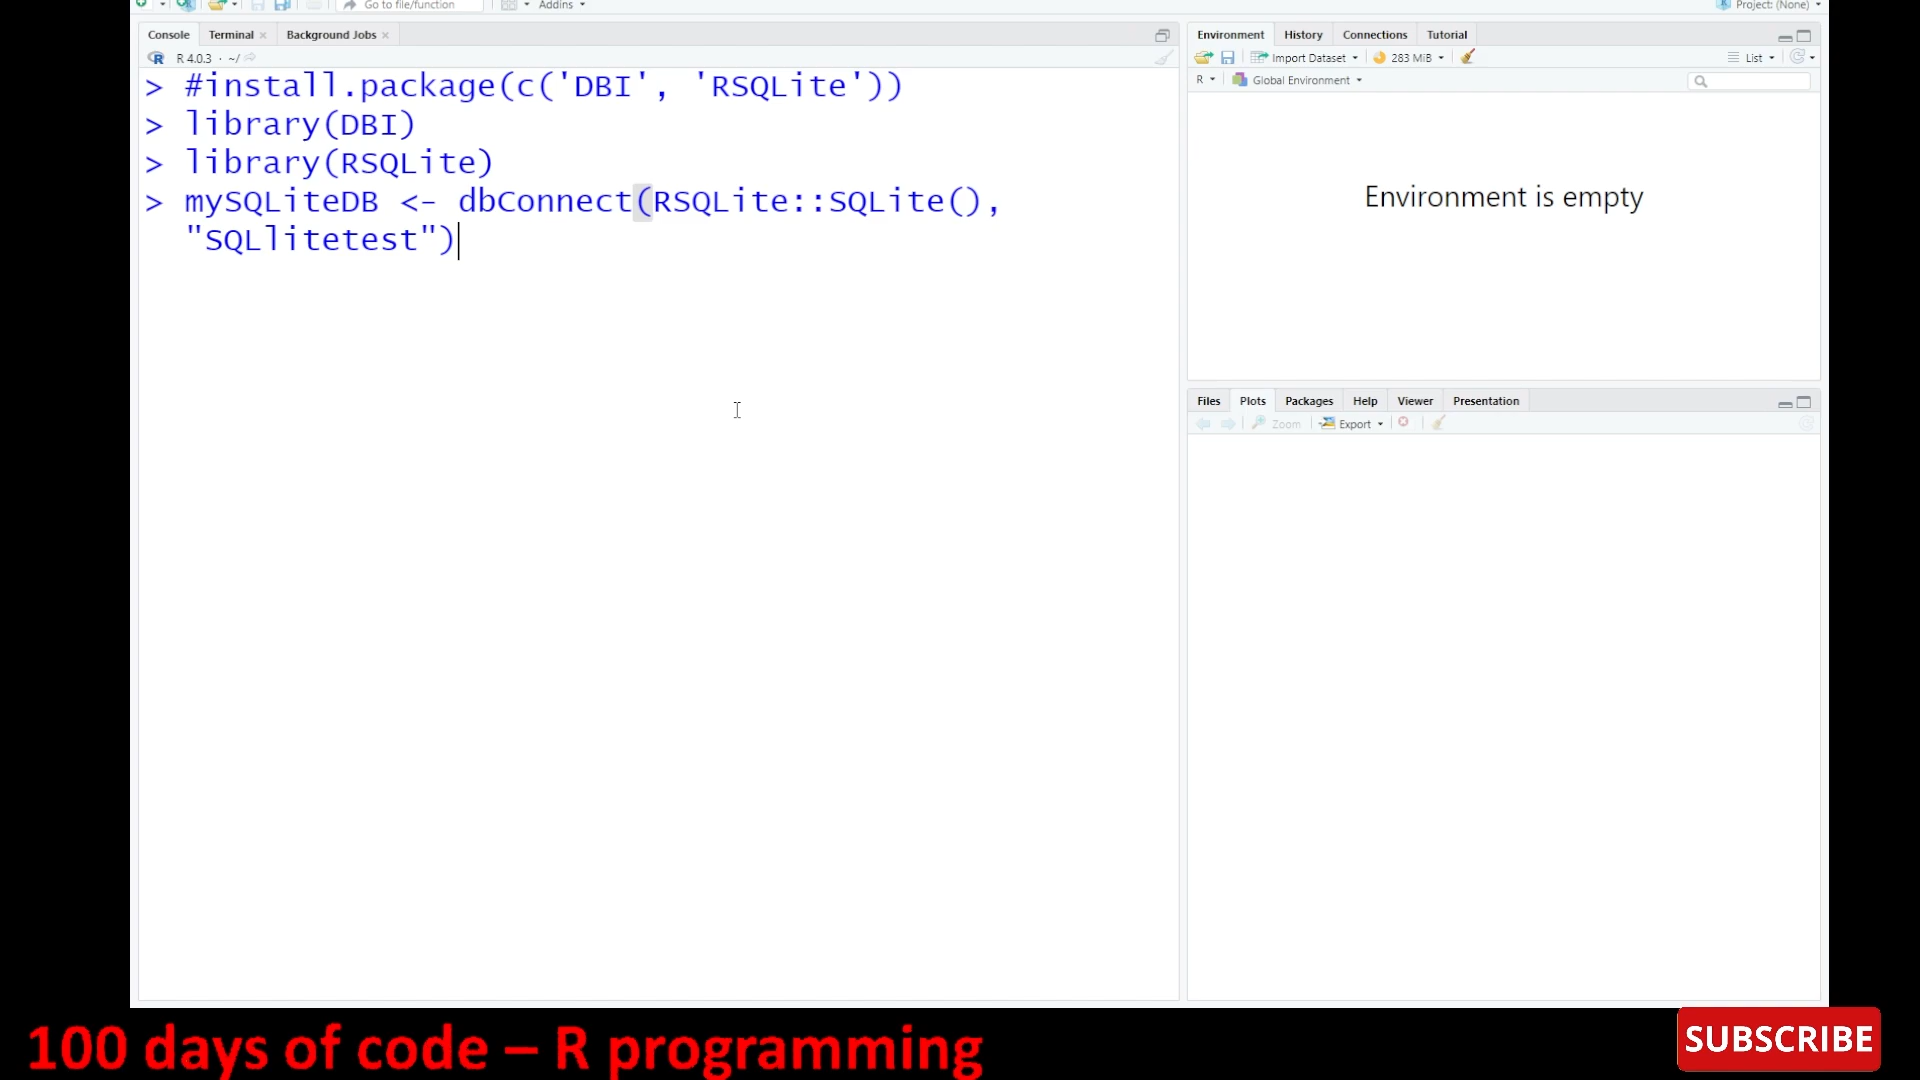 Go to file/function
Addins
Project: (None)
Console
Terminal
Background Jobs
R 4.0.3 · ~/
> #install.package(c('DBI', 'RSQLite'))
> library(DBI)
> library(RSQLite)
> mySQLiteDB <- dbConnect(RSQLite::SQLite(),
"SQLlitetest")
Environment
History
Connections
Tutorial
Import Dataset
283 MiB
List
R
Global Environment
Environment is empty
Files
Plots
Packages
Help
Viewer
Presentation
Zoom
Export
100 days of code – R programming
SUBSCRIBE